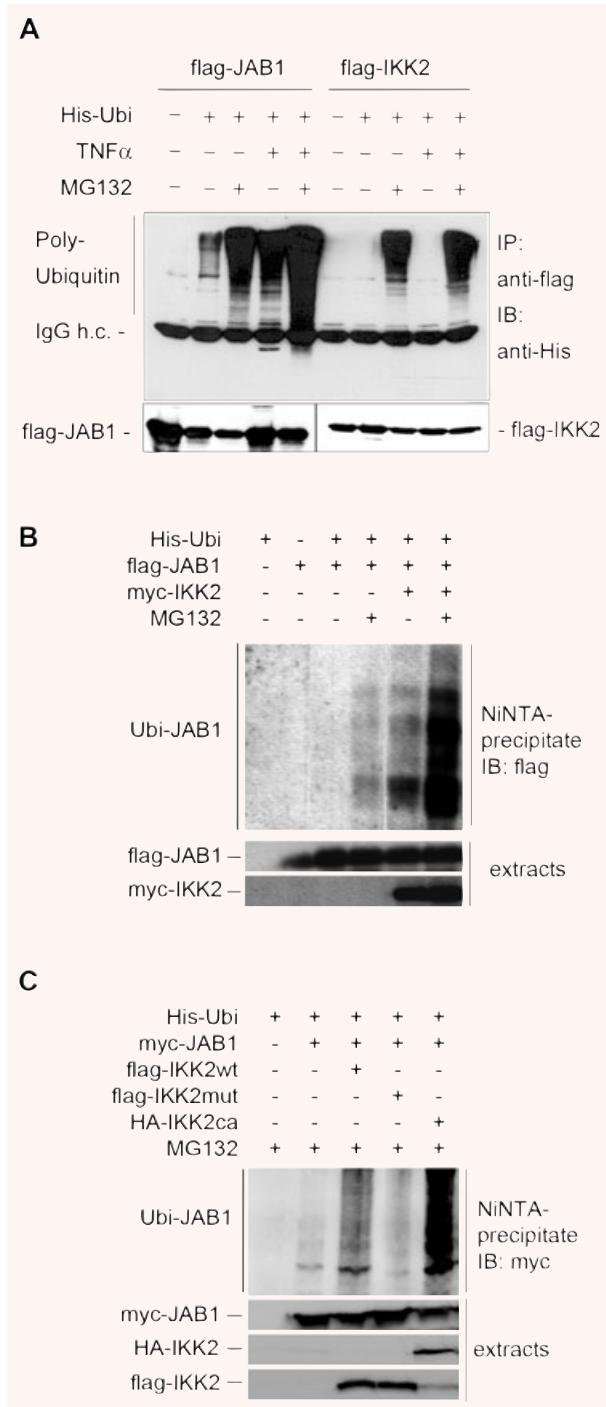 A
flag-JAB1 flag-IKK2
His-Ubi - + + + + - + + + +
TNFα - - - + + - - - + +
MG132 - - + - + - - + - +
Poly-
Ubiquitin
IgG h.c. -
IP:
anti-flag
IB:
anti-His
flag-JAB1 - - flag-IKK2
B
His-Ubi + - + + + +
flag-JAB1 - + + + + +
myc-IKK2 - - - - + +
MG132 - - - + - +
Ubi-JAB1
NiNTA-
precipitate
IB: flag
flag-JAB1 –
myc-IKK2 –
extracts
C
His-Ubi + + + + +
myc-JAB1 - + + + +
flag-IKK2wt - - + - -
flag-IKK2mut - - - + -
HA-IKK2ca - - - - +
MG132 + + + + +
Ubi-JAB1
NiNTA-
precipitate
IB: myc
myc-JAB1 –
HA-IKK2 – extracts
flag-IKK2 –